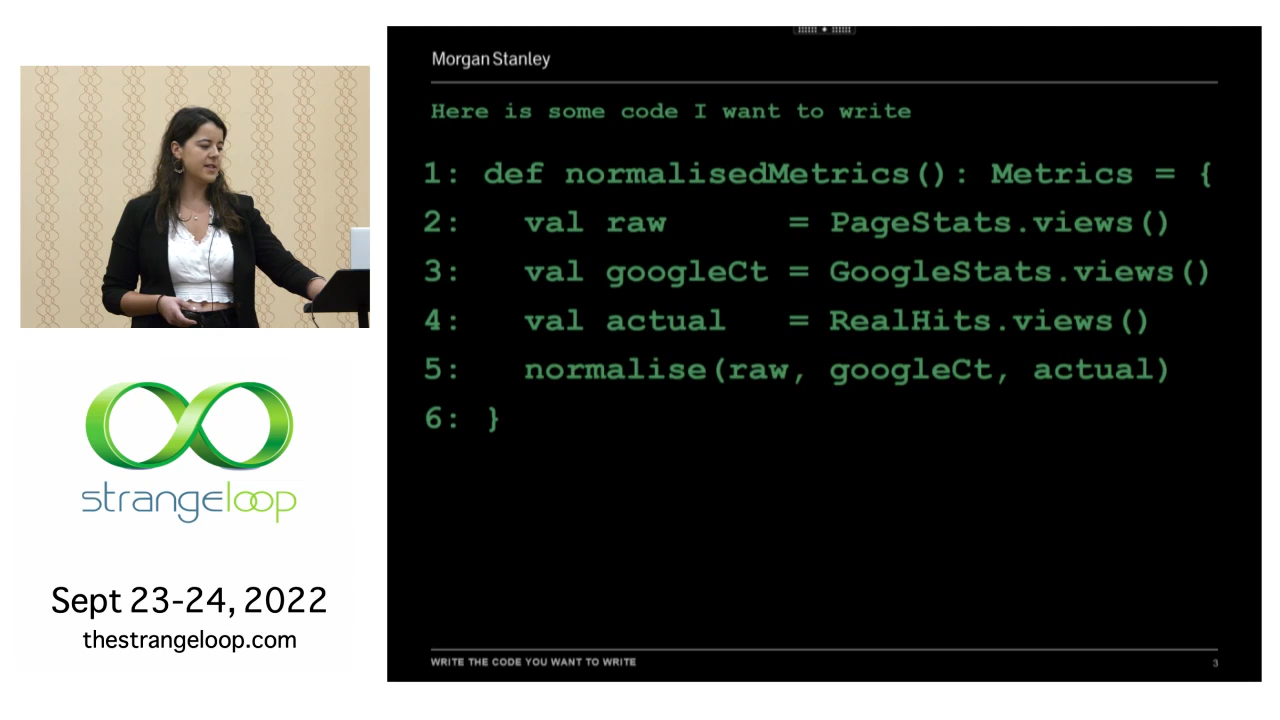 strangeloop
Sept 23-24, 2022
thestrangeloop.com
Morgan Stanley
Here is some code I want to write
1: def normalisedMetrics(): Metrics = {
2:   val raw      = PageStats.views()
3:   val googleCt = GoogleStats.views()
4:   val actual   = RealHits.views()
5:   normalise(raw, googleCt, actual)
6: }
WRITE THE CODE YOU WANT TO WRITE
3